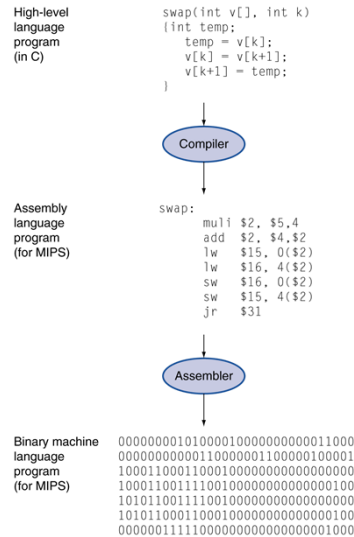 High-level swap(int v[], int k)
language {int temp;
program temp = v[k];
(in C) v[k] = v[k+1];
v[k+1] = temp;
}
Compiler
Assembly swap:
language muli $2, $5,4
program add $2, $4,$2
(for MIPS) lw $15, 0($2)
lw $16, 4($2)
sw $16, 0($2)
sw $15, 4($2)
jr $31
Assembler
Binary machine 00000000101000010000000000011000
language 00000000000110000001100000100001
program 10001100011000100000000000000000
(for MIPS) 10001100111100100000000000000100
10101100111100100000000000000000
10101100011000100000000000000100
00000011111000000000000000001000